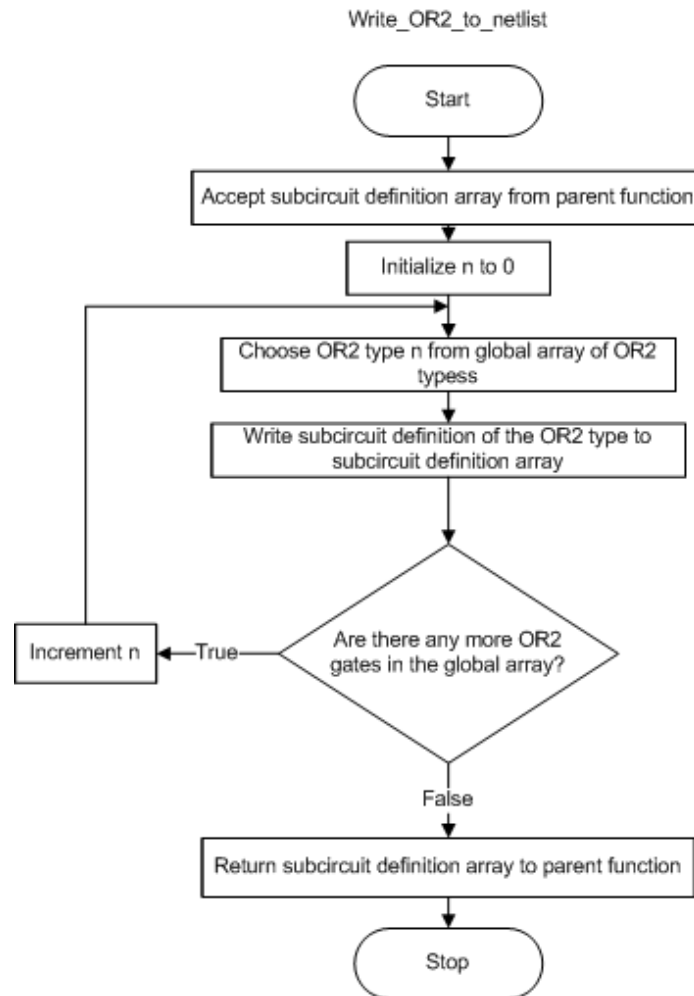 Write_OR2_to_netlist
Start
Accept subcircuit definition array from parent function
Initialize n to 0
Choose OR2 type n from global array of OR2
typess
Write subcircuit definition of the OR2 type to
subcircuit definition array
Are there any more OR2
gates in the global array?
True
Increment n
False
Return subcircuit definition array to parent function
Stop